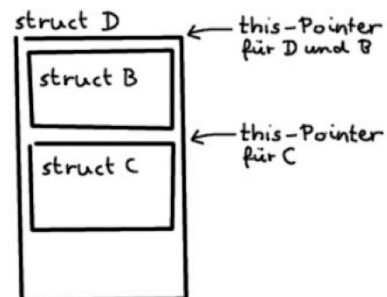 struct D
this-Pointer
für D und B
struct B
this-Pointer
für C
struct C